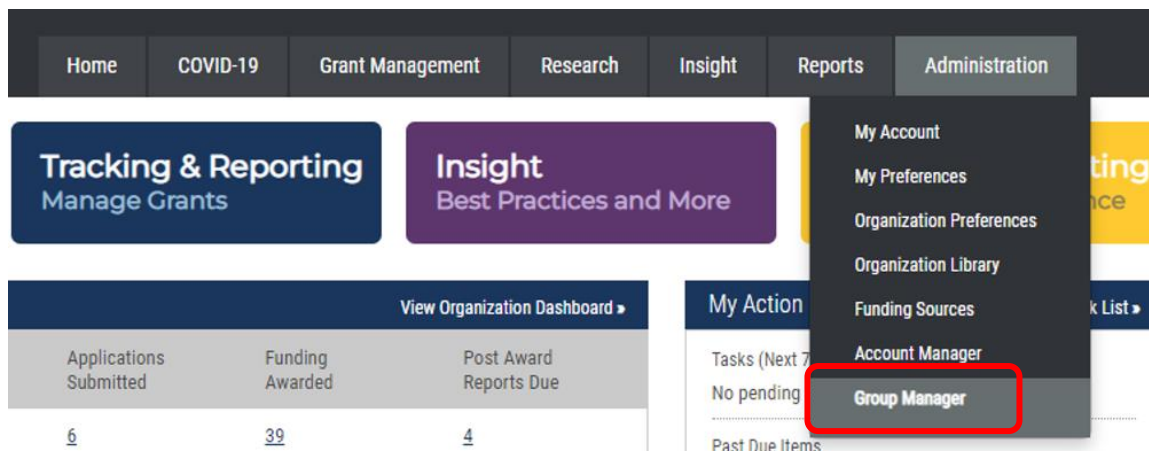 Home COVID-19 Grant Management Research Insight Reports Administration
Tracking & Reporting
Manage Grants
Insight
Best Practices and More
ting
nce
My Account
My Preferences
Organization Preferences
Organization Library
Funding Sources
Account Manager
Group Manager
View Organization Dashboard »
Applications
Submitted
Funding
Awarded
Post Award
Reports Due
6 39 4
My Action
k List »
Tasks (Next 7
No pending
Past Due Items